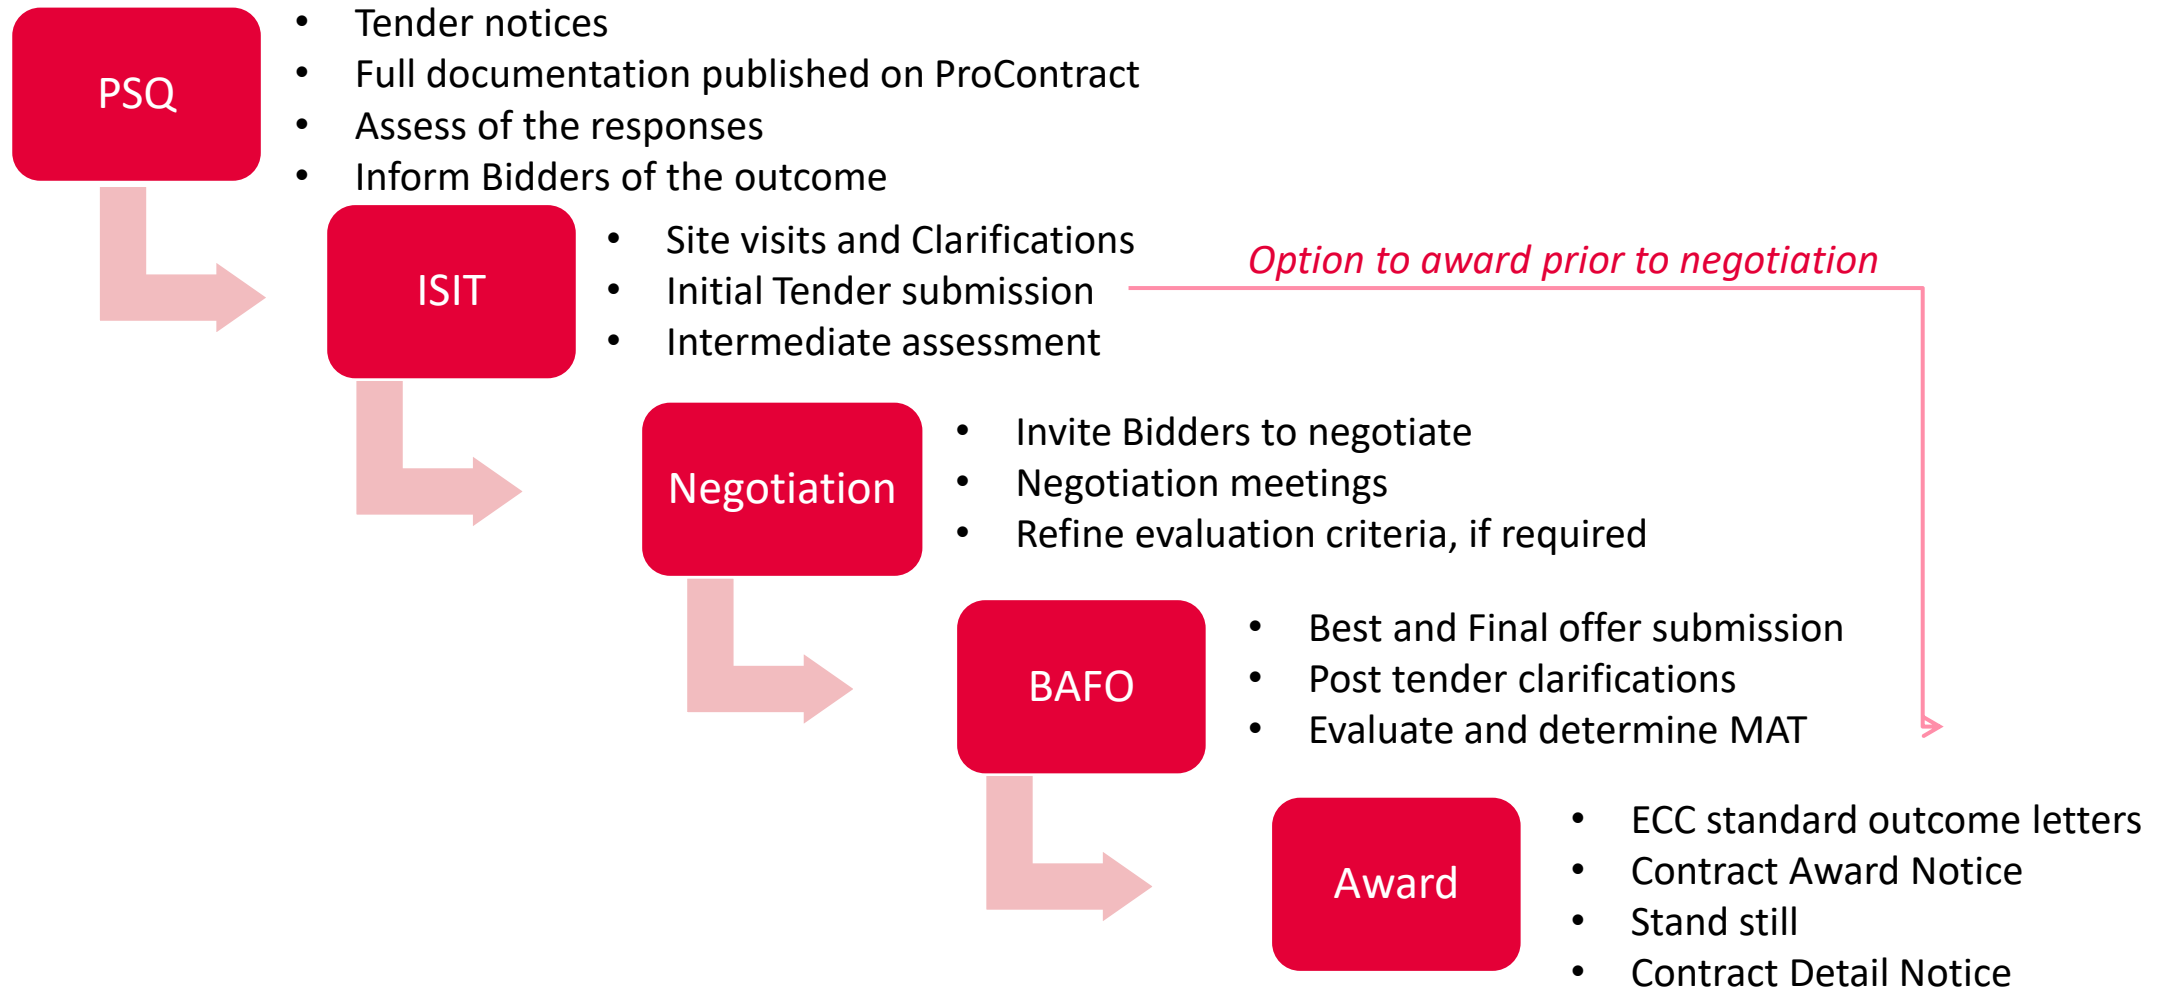 PSQ
• Tender notices
• Full documentation published on ProContract
• Assess of the responses
• Inform Bidders of the outcome
ISIT
• Site visits and Clarifications
• Initial Tender submission
• Intermediate assessment
Option to award prior to negotiation
Negotiation
• Invite Bidders to negotiate
• Negotiation meetings
• Refine evaluation criteria, if required
BAFO
• Best and Final offer submission
• Post tender clarifications
• Evaluate and determine MAT
Award
• ECC standard outcome letters
• Contract Award Notice
• Stand still
• Contract Detail Notice